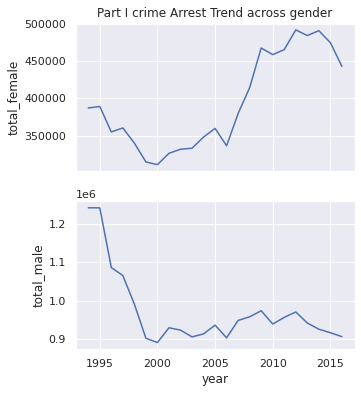 Part I crime Arrest Trend across gender
500000
450000
400000
350000
total_female
1e6
1.2
1.1
1.0
0.9
total_male
1995
2000
2005
2010
2015
year